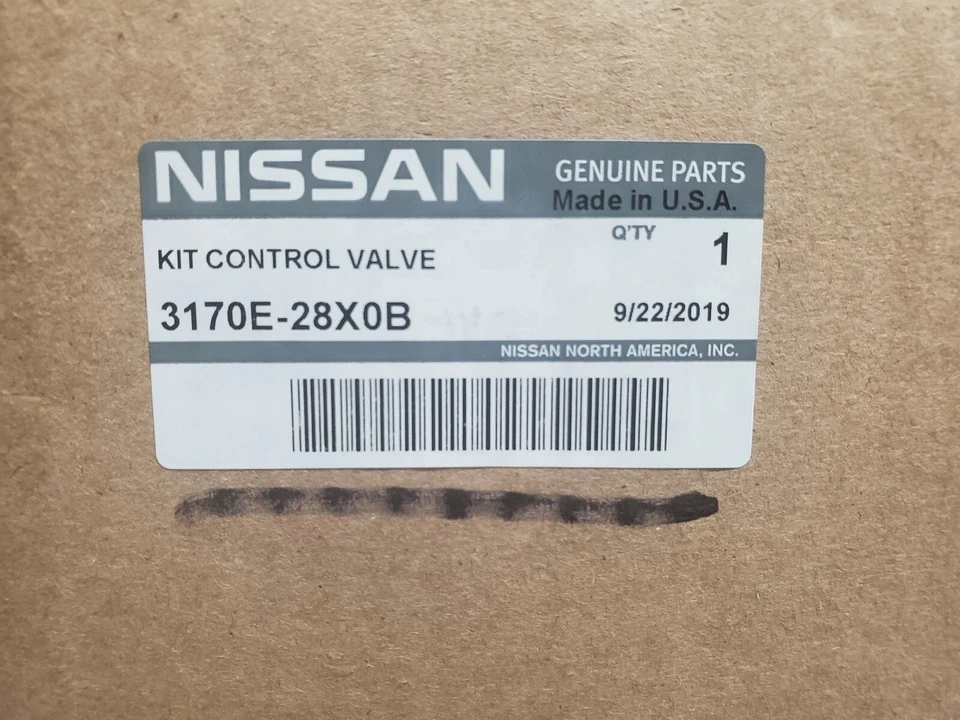 NISSAN GENUINE PARTS
Made in U.S.A.
Q'TY 1
KIT CONTROL VALVE
3170E-28X0B 9/22/2019
NISSAN NORTH AMERICA, INC.